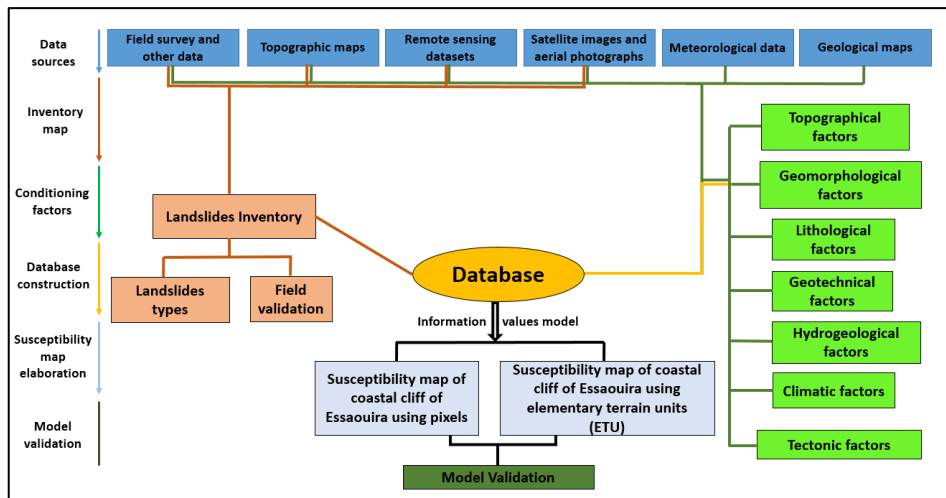 Data
sources
Field survey and
other data
Topographic maps
Remote sensing
datasets
Satellite images and
aerial photographs
Meteorological data
Geological maps
Inventory
map
Conditioning
factors
Database
construction
Susceptibility
map
elaboration
Model
validation
Landslides Inventory
Landslides
types
Field
validation
Database
Information values model
Susceptibility map of
coastal cliff of
Essaouira using pixels
Susceptibility map of coastal
cliff of Essaouira using
elementary terrain units
(ETU)
Model Validation
Topographical
factors
Geomorphological
factors
Lithological
factors
Geotechnical
factors
Hydrogeological
factors
Climatic factors
Tectonic factors